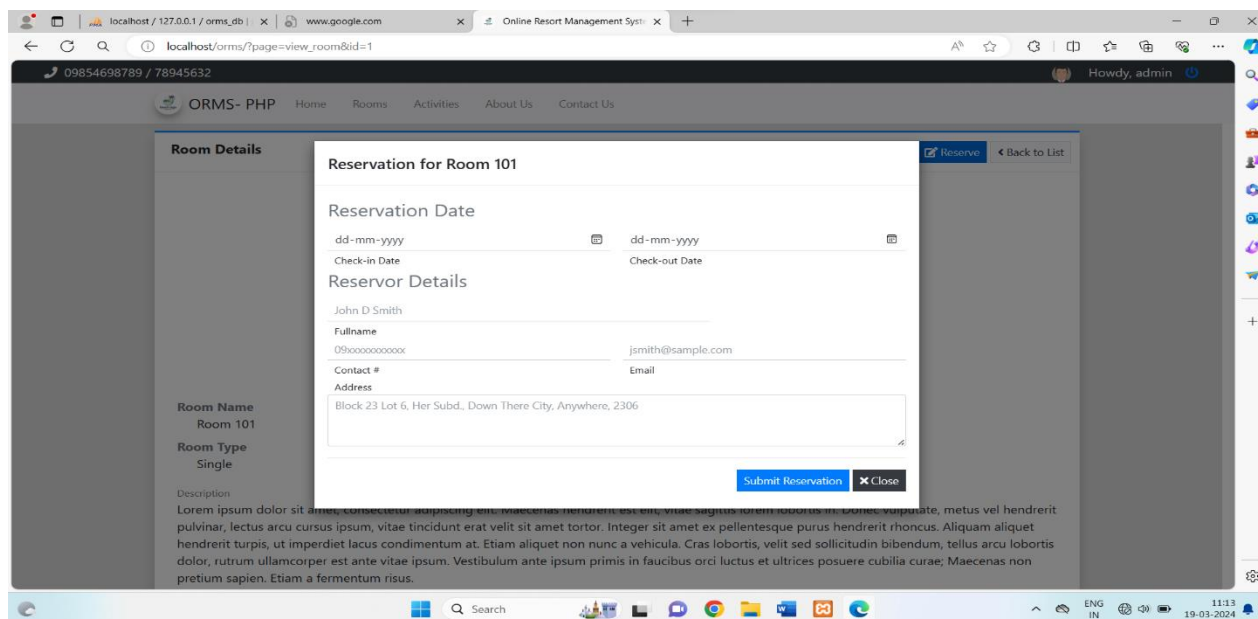 localhost / 127.0.0.1 / orms_db |
www.google.com
Online Resort Management Syst
localhost/orms/?page=view_room&id=1
09854698789 / 78945632
Howdy, admin
ORMS- PHP Home Rooms Activities About Us Contact Us
Room Details
Reserve
Back to List
Reservation for Room 101
Reservation Date
dd-mm-yyyy dd-mm-yyyy
Check-in Date Check-out Date
Reservor Details
John D Smith
Fullname
09xxxxxxxxxx jsmith@sample.com
Contact # Email
Address
Block 23 Lot 6, Her Subd., Down There City, Anywhere, 2306
Submit Reservation Close
Room Name
Room 101
Room Type
Single
Description
Lorem ipsum dolor sit amet, consectetur adipiscing elit. Maecenas hendrerit est elit, vitae sagittis lorem lobortis in. Donec vulputate, metus vel hendrerit
pulvinar, lectus arcu cursus ipsum, vitae tincidunt erat velit sit amet tortor. Integer sit amet ex pellentesque purus hendrerit rhoncus. Aliquam aliquet
hendrerit turpis, ut imperdiet lacus condimentum at. Etiam aliquet non nunc a vehicula. Cras lobortis, velit sed sollicitudin bibendum, tellus arcu lobortis
dolor, rutrum ullamcorper est ante vitae ipsum. Vestibulum ante ipsum primis in faucibus orci luctus et ultrices posuere cubilia curae; Maecenas non
pretium sapien. Etiam a fermentum risus.
Search
ENG
IN
11:13
19-03-2024